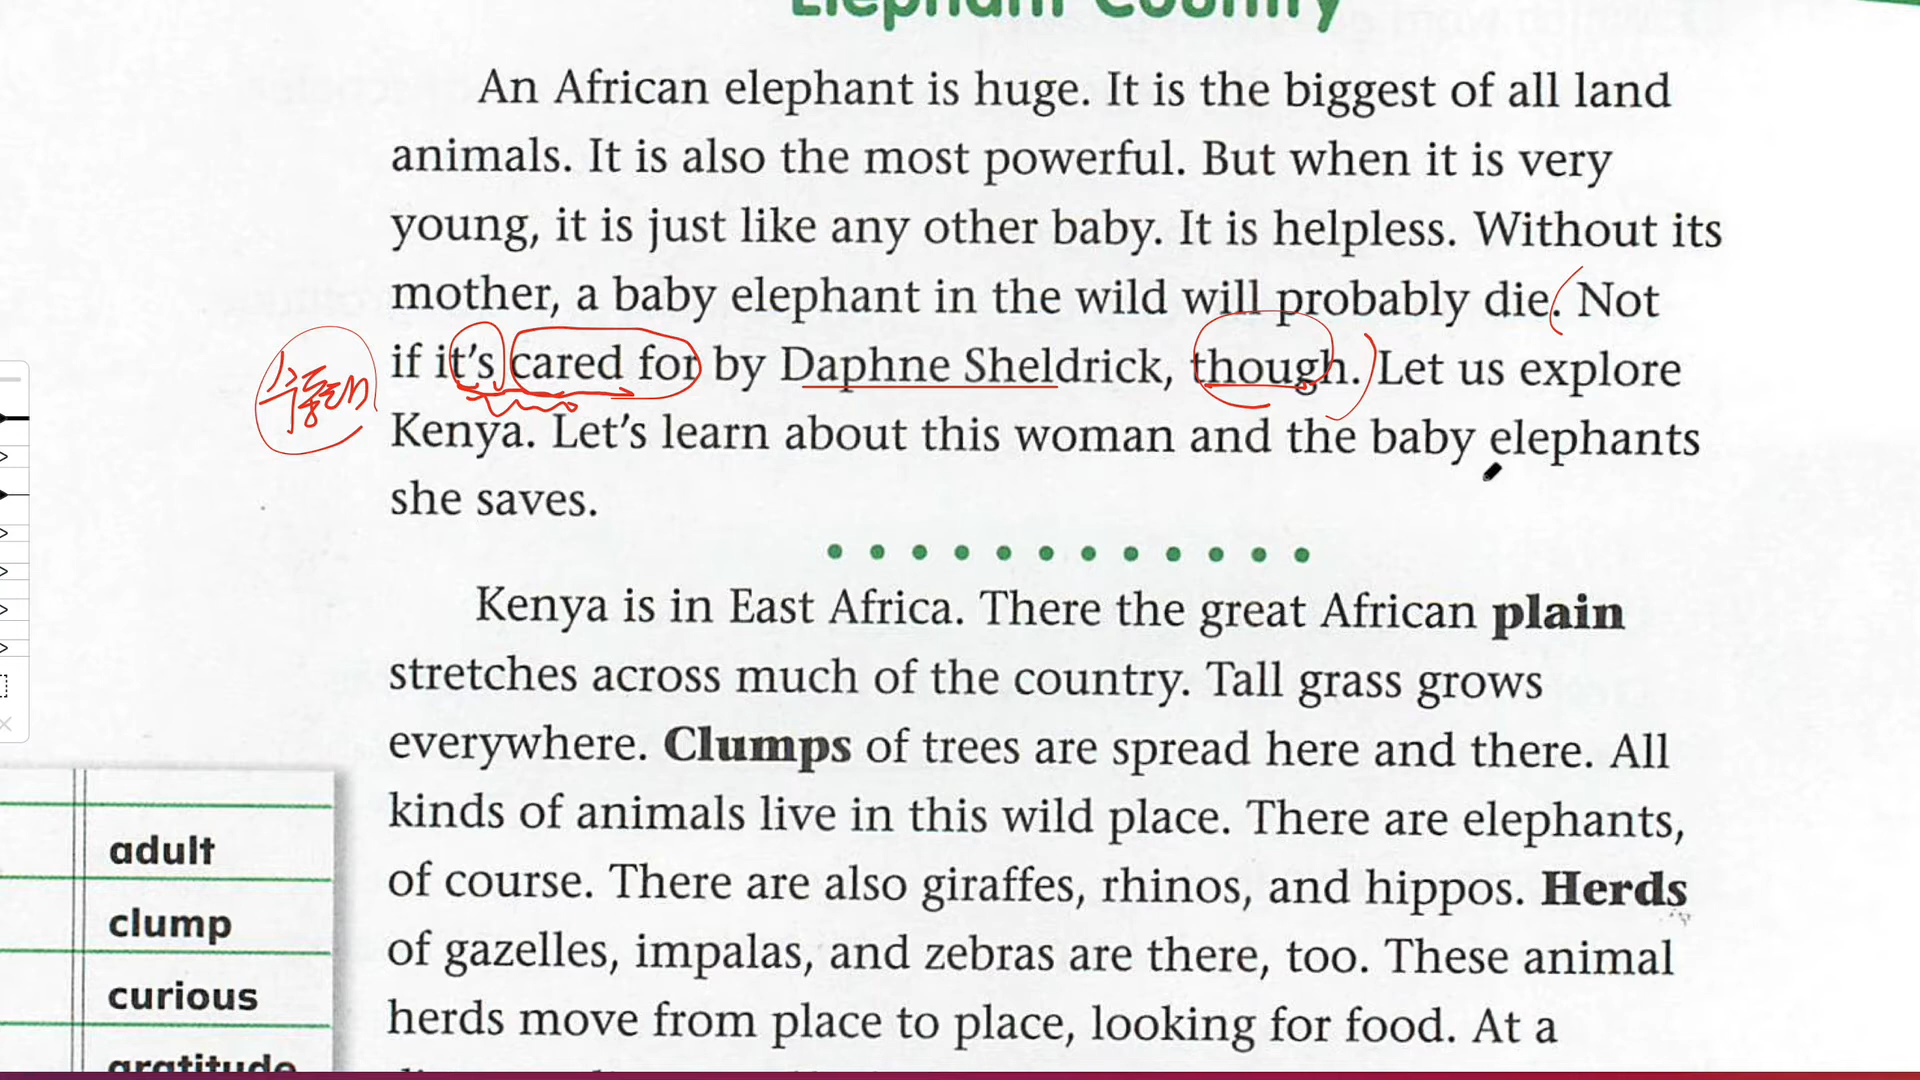 Elephant Country
An African elephant is huge. It is the biggest of all land
animals. It is also the most powerful. But when it is very
young, it is just like any other baby. It is helpless. Without its
mother, a baby elephant in the wild will probably die. Not
if it's cared for by Daphne Sheldrick, though. Let us explore
수동태
Kenya. Let's learn about this woman and the baby elephants
she saves.
Kenya is in East Africa. There the great African plain
stretches across much of the country. Tall grass grows
everywhere. Clumps of trees are spread here and there. All
kinds of animals live in this wild place. There are elephants,
of course. There are also giraffes, rhinos, and hippos. Herds
of gazelles, impalas, and zebras are there, too. These animal
herds move from place to place, looking for food. At a
adult
clump
curious
gratitude